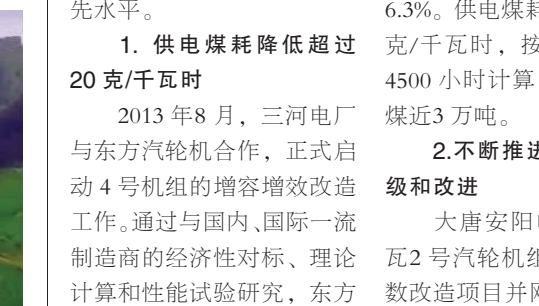 先水平。
1. 供电煤耗降低超过
20 克/千瓦时
2013 年8 月，三河电厂
与东方汽轮机合作，正式启
动 4 号机组的增容增效改造
工作。通过与国内、国际一流
制造商的经济性对标、理论
计算和性能试验研究，东方
6.3%。供电煤耗
克/千瓦时，按
4500 小时计算
煤近3 万吨。
2.不断推进
级和改进
大唐安阳
瓦2 号汽轮机组
数改造项目并网